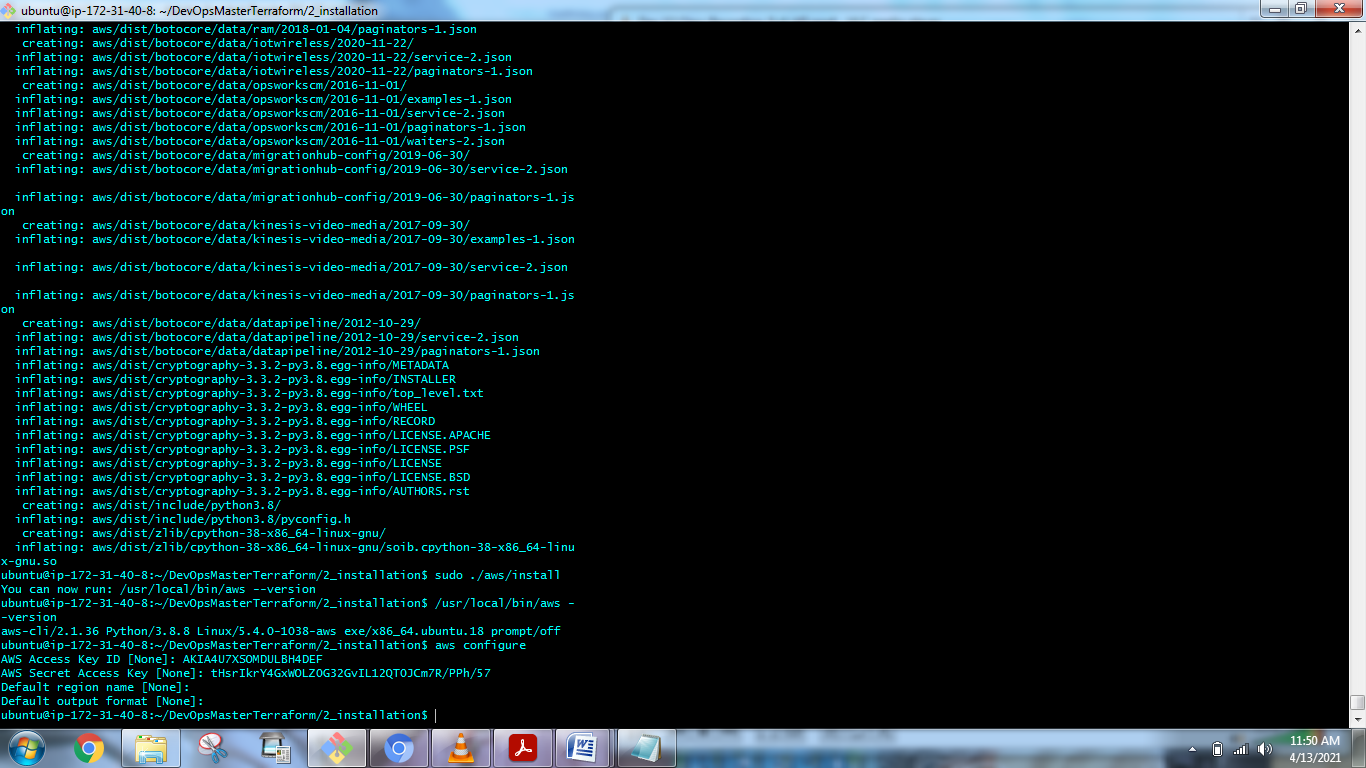 ubuntu@ip-172-31-40-8: ~/DevOpsMasterTerraform/2_installation
inflating: aws/dist/botocore/data/ram/2018-01-04/paginators-1.json
creating: aws/dist/botocore/data/iotwireless/2020-11-22/
inflating: aws/dist/botocore/data/iotwireless/2020-11-22/service-2.json
inflating: aws/dist/botocore/data/iotwireless/2020-11-22/paginators-1.json
creating: aws/dist/botocore/data/opsworkscm/2016-11-01/
inflating: aws/dist/botocore/data/opsworkscm/2016-11-01/examples-1.json
inflating: aws/dist/botocore/data/opsworkscm/2016-11-01/service-2.json
inflating: aws/dist/botocore/data/opsworkscm/2016-11-01/paginators-1.json
inflating: aws/dist/botocore/data/opsworkscm/2016-11-01/waiters-2.json
creating: aws/dist/botocore/data/migrationhub-config/2019-06-30/
inflating: aws/dist/botocore/data/migrationhub-config/2019-06-30/service-2.json
inflating: aws/dist/botocore/data/migrationhub-config/2019-06-30/paginators-1.js
on
creating: aws/dist/botocore/data/kinesis-video-media/2017-09-30/
inflating: aws/dist/botocore/data/kinesis-video-media/2017-09-30/examples-1.json
inflating: aws/dist/botocore/data/kinesis-video-media/2017-09-30/service-2.json
inflating: aws/dist/botocore/data/kinesis-video-media/2017-09-30/paginators-1.js
on
creating: aws/dist/botocore/data/datapipeline/2012-10-29/
inflating: aws/dist/botocore/data/datapipeline/2012-10-29/service-2.json
inflating: aws/dist/botocore/data/datapipeline/2012-10-29/paginators-1.json
inflating: aws/dist/cryptography-3.3.2-py3.8.egg-info/METADATA
inflating: aws/dist/cryptography-3.3.2-py3.8.egg-info/INSTALLER
inflating: aws/dist/cryptography-3.3.2-py3.8.egg-info/top_level.txt
inflating: aws/dist/cryptography-3.3.2-py3.8.egg-info/WHEEL
inflating: aws/dist/cryptography-3.3.2-py3.8.egg-info/RECORD
inflating: aws/dist/cryptography-3.3.2-py3.8.egg-info/LICENSE.APACHE
inflating: aws/dist/cryptography-3.3.2-py3.8.egg-info/LICENSE.PSF
inflating: aws/dist/cryptography-3.3.2-py3.8.egg-info/LICENSE
inflating: aws/dist/cryptography-3.3.2-py3.8.egg-info/LICENSE.BSD
inflating: aws/dist/cryptography-3.3.2-py3.8.egg-info/AUTHORS.rst
creating: aws/dist/include/python3.8/
inflating: aws/dist/include/python3.8/pyconfig.h
creating: aws/dist/zlib/cpython-38-x86_64-linux-gnu/
inflating: aws/dist/zlib/cpython-38-x86_64-linux-gnu/soib.cpython-38-x86_64-linu
x-gnu.so
ubuntu@ip-172-31-40-8:~/DevOpsMasterTerraform/2_installation$ sudo ./aws/install
You can now run: /usr/local/bin/aws --version
ubuntu@ip-172-31-40-8:~/DevOpsMasterTerraform/2_installation$ /usr/local/bin/aws -
-version
aws-cli/2.1.36 Python/3.8.8 Linux/5.4.0-1038-aws exe/x86_64.ubuntu.18 prompt/off
ubuntu@ip-172-31-40-8:~/DevOpsMasterTerraform/2_installation$ aws configure
AWS Access Key ID [None]: AKIA4U7XSOMDULBH4DEF
AWS Secret Access Key [None]:
Default region name [None]:
Default output format [None]:
ubuntu@ip-172-31-40-8:~/DevOpsMasterTerraform/2_installation$
11:50 AM
4/13/2021